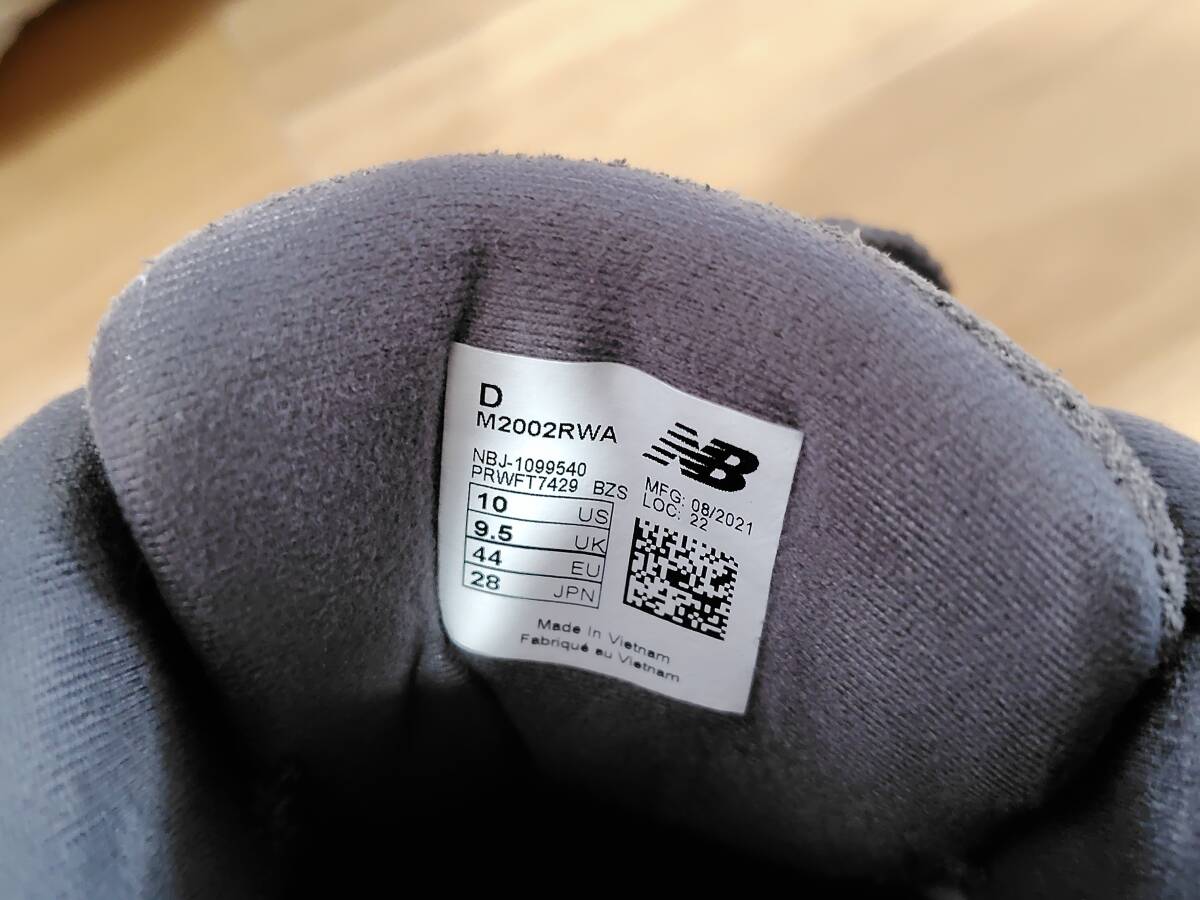 D
M2002RWA
NB
NBJ-1099540
PRWFT7429 BZS
MFG: 08/2021
LOC: 22
10 US
9.5 UK
44 EU
28 JPN
Made In Vietnam
Fabriqué au Vietnam